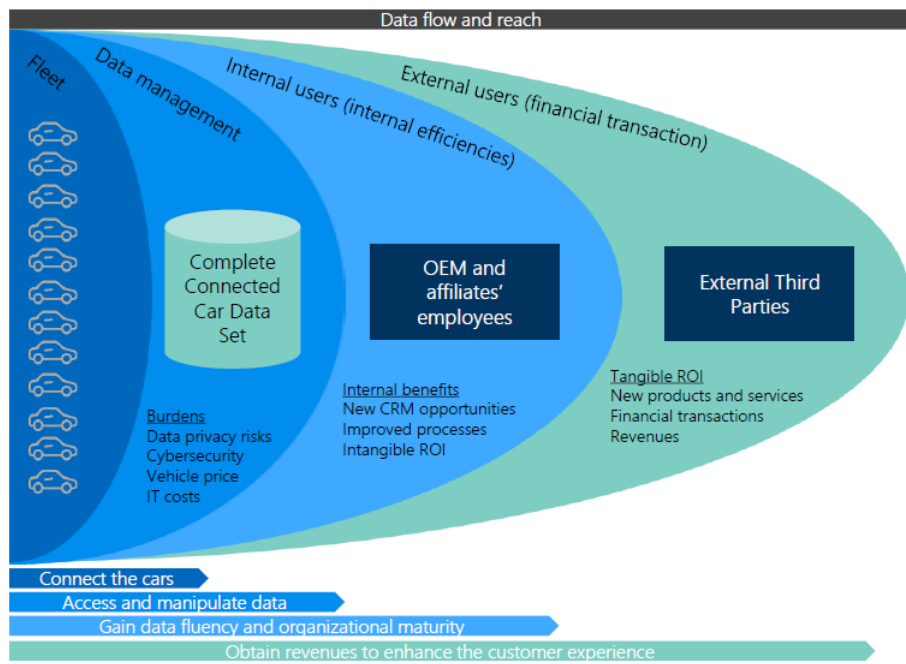 Data flow and reach
Fleet
Data management
Internal users (internal efficiencies)
External users (financial transaction)
Complete
Connected
Car Data
Set
OEM and
affiliates’
employees
External Third
Parties
Burdens
Data privacy risks
Cybersecurity
Vehicle price
IT costs
Internal benefits
New CRM opportunities
Improved processes
Intangible ROI
Tangible ROI
New products and services
Financial transactions
Revenues
Connect the cars
Access and manipulate data
Gain data fluency and organizational maturity
Obtain revenues to enhance the customer experience